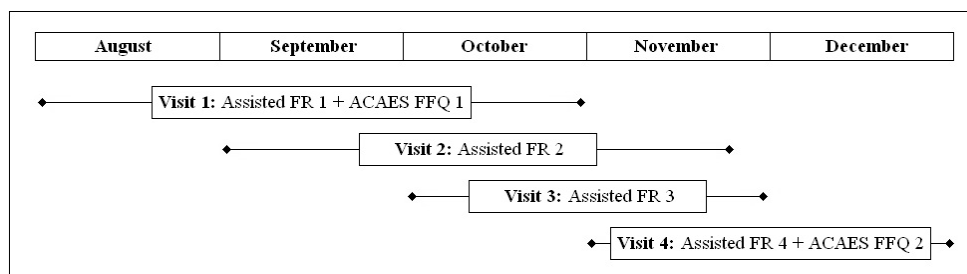 August September October November December
Visit 1: Assisted FR 1 + ACAES FFQ 1
Visit 2: Assisted FR 2
Visit 3: Assisted FR 3
Visit 4: Assisted FR 4 + ACAES FFQ 2